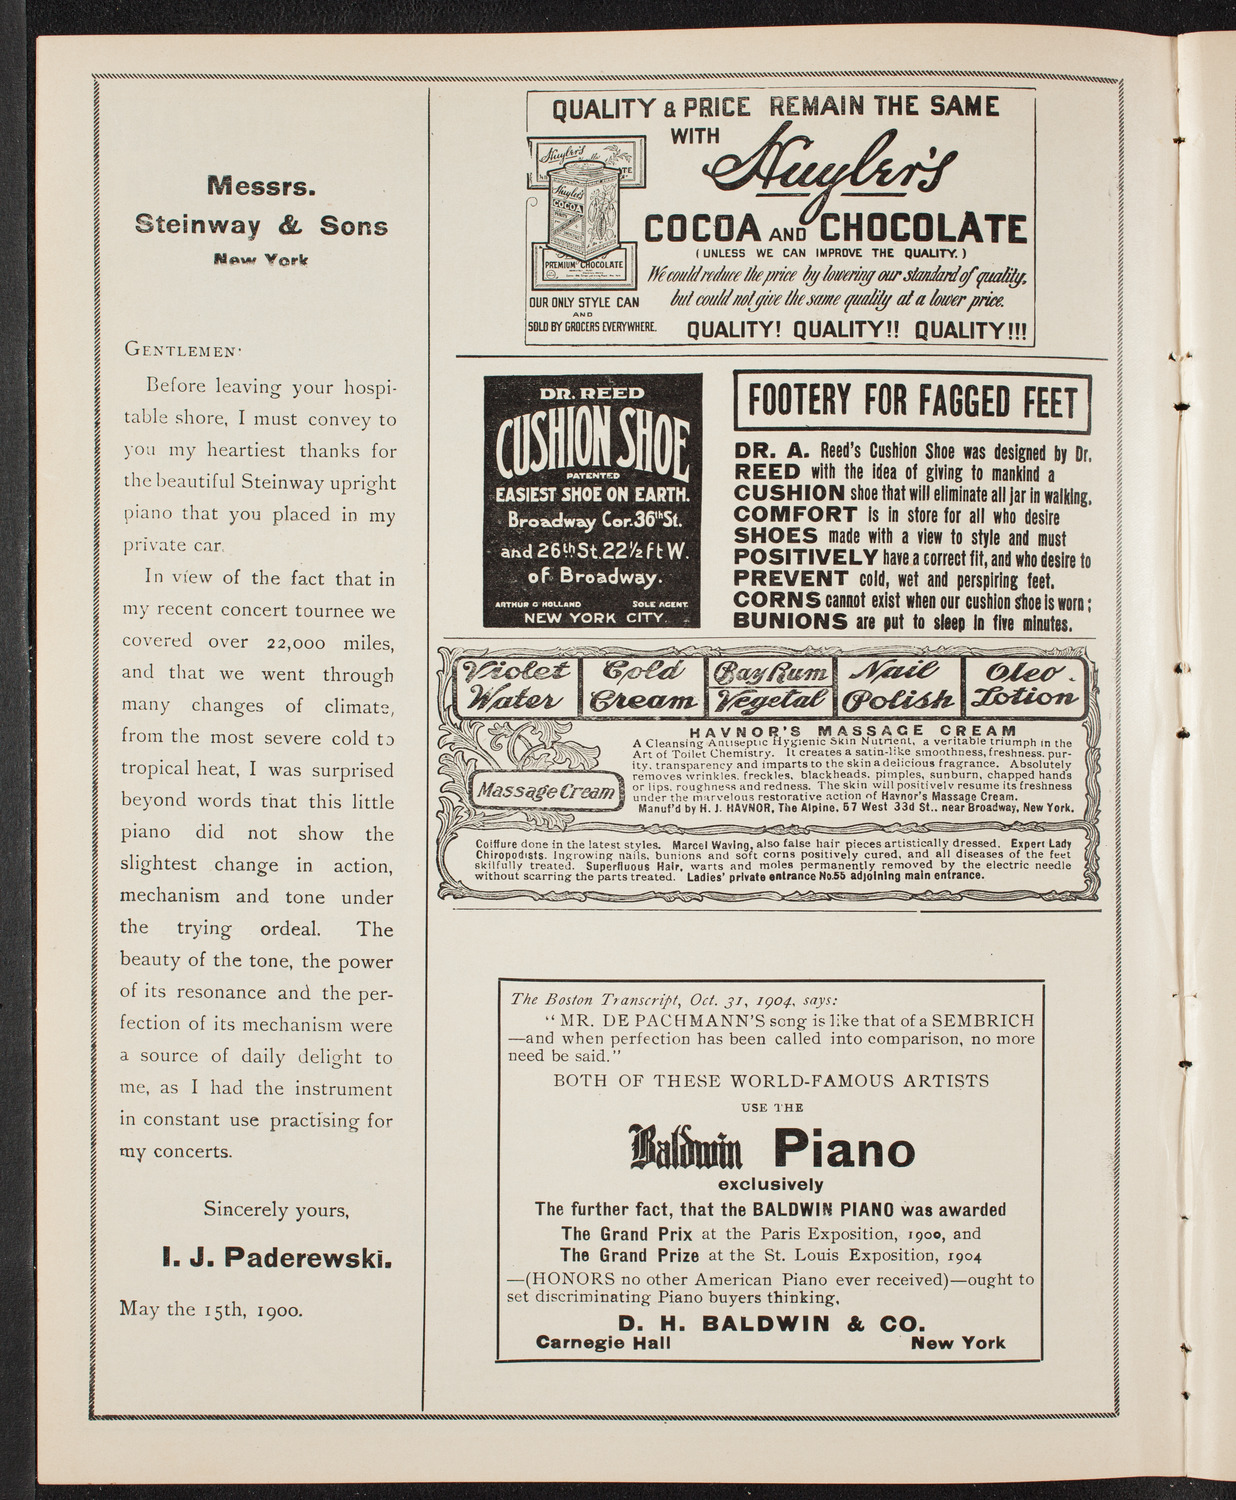 Messrs.
Steinway & Sons
New York
GENTLEMEN:
Before leaving your hospi-
table shore, I must convey to
you my heartiest thanks for
the beautiful Steinway upright
piano that you placed in my
private car.
In view of the fact that in
my recent concert tournee we
covered over 22,000 miles,
and that we went through
many changes of climate,
from the most severe cold to
tropical heat, I was surprised
beyond words that this little
piano did not show the
slightest change in action,
mechanism and tone under
the trying ordeal. The
beauty of the tone, the power
of its resonance and the per-
fection of its mechanism were
a source of daily delight to
me, as I had the instrument
in constant use practising for
my concerts.
Sincerely yours,
I. J. Paderewski.
May the 15th, 1900.
QUALITY & PRICE REMAIN THE SAME
WITH Huyler's
COCOA AND CHOCOLATE
(UNLESS WE CAN IMPROVE THE QUALITY.)
We could reduce the price by lowering our standard of quality,
but could not give the same quality at a lower price.
QUALITY! QUALITY!! QUALITY!!!
Huyler's
Huyler's
COCOA
PREMIUM CHOCOLATE
OUR ONLY STYLE CAN
AND
SOLD BY GROCERS EVERYWHERE.
DR. REED
CUSHION SHOE
PATENTED
EASIEST SHOE ON EARTH.
Broadway Cor. 36th St.
and 26th St. 22½ ft W.
of Broadway.
ARTHUR G HOLLAND SOLE AGENT.
NEW YORK CITY.
FOOTERY FOR FAGGED FEET
DR. A. Reed's Cushion Shoe was designed by Dr.
REED with the idea of giving to mankind a
CUSHION shoe that will eliminate all jar in walking.
COMFORT is in store for all who desire
SHOES made with a view to style and must
POSITIVELY have a correct fit, and who desire to
PREVENT cold, wet and perspiring feet.
CORNS cannot exist when our cushion shoe is worn;
BUNIONS are put to sleep in five minutes.
Violet Water
Cold Cream
Bay Rum
Vegetal
Nail Polish
Oleo Lotion
Massage Cream
HAVNOR'S MASSAGE CREAM
A Cleansing Antiseptic Hygienic Skin Nutrient, a veritable triumph in the
Art of Toilet Chemistry. It creates a satin-like smoothness, freshness, pur-
ity, transparency and imparts to the skin a delicious fragrance. Absolutely
removes wrinkles, freckles, blackheads, pimples, sunburn, chapped hands
or lips, roughness and redness. The skin will positively resume its freshness
under the marvelous restorative action of Havnor's Massage Cream.
Manuf'd by H. J. HAVNOR, The Alpine, 57 West 33d St., near Broadway, New York.
Coiffure done in the latest styles. Marcel Waving, also false hair pieces artistically dressed. Expert Lady
Chiropodists. Ingrowing nails, bunions and soft corns positively cured, and all diseases of the feet
skilfully treated. Superfluous Hair, warts and moles permanently removed by the electric needle
without scarring the parts treated. Ladies' private entrance No. 55 adjoining main entrance.
The Boston Transcript, Oct. 31, 1904, says:
"MR. DE PACHMANN'S song is like that of a SEMBRICH
—and when perfection has been called into comparison, no more
need be said."
BOTH OF THESE WORLD-FAMOUS ARTISTS
USE THE
Baldwin Piano
exclusively
The further fact, that the BALDWIN PIANO was awarded
The Grand Prix at the Paris Exposition, 1900, and
The Grand Prize at the St. Louis Exposition, 1904
—(HONORS no other American Piano ever received)—ought to
set discriminating Piano buyers thinking.
D. H. BALDWIN & CO.
Carnegie Hall New York